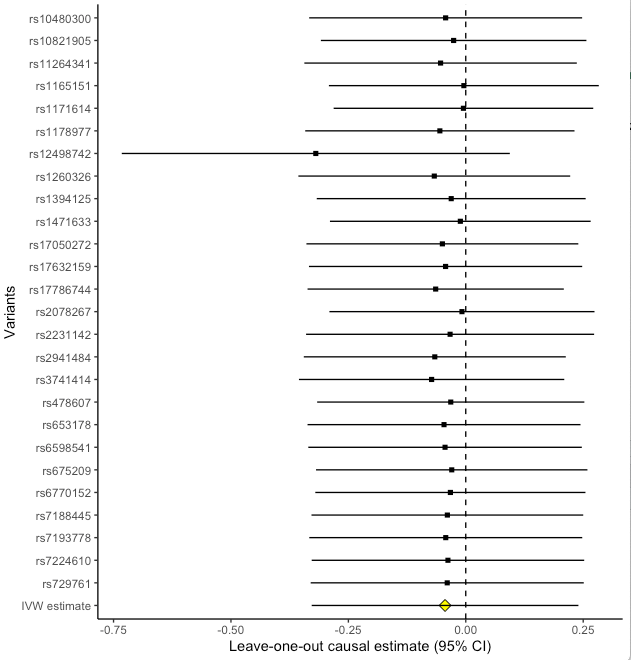 rs10480300
rs10821905
rs11264341
rs1165151
rs1171614
rs1178977
rs12498742
rs1260326
rs1394125
rs1471633
rs17050272
rs17632159
rs17786744
rs2078267
rs2231142
rs2941484
rs3741414
rs478607
rs653178
rs6598541
rs675209
rs6770152
rs7188445
rs7193778
rs7224610
rs729761
IVW estimate
Variants
-0.75 -0.50 -0.25 0.00 0.25
Leave-one-out causal estimate (95% CI)